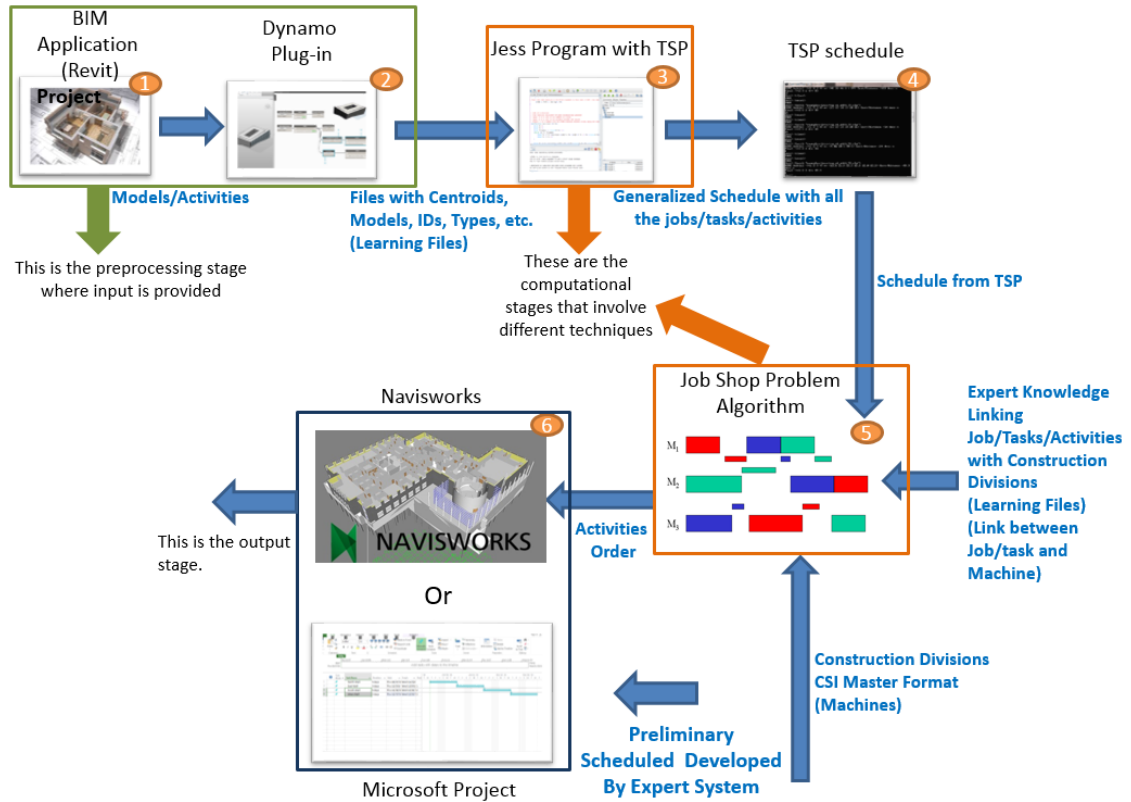 BIM
Application
(Revit)
Project
1
Dynamo
Plug-in
2
Jess Program with TSP
3
TSP schedule
4
Models/Activities
Files with Centroids,
Models, IDs, Types, etc.
(Learning Files)
Generalized Schedule with all
the jobs/tasks/activities
This is the preprocessing stage
where input is provided
These are the
computational
stages that involve
different techniques
Schedule from TSP
Job Shop Problem
Algorithm
5
M1
M2
M3
Expert Knowledge
Linking
Job/Tasks/Activities
with Construction
Divisions
(Learning Files)
(Link between
Job/task and
Machine)
Navisworks
6
NAVISWORKS
Activities
Order
This is the output
stage.
Or
Construction Divisions
CSI Master Format
(Machines)
Preliminary
Scheduled Developed
By Expert System
Microsoft Project